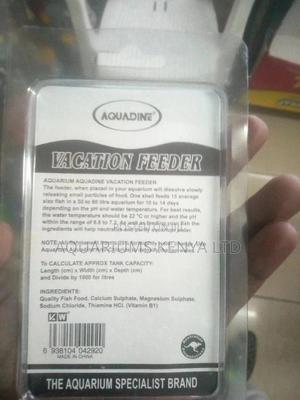 AQUADINE
VACATION FEEDER
AQUARIUM AQUADINE VACATION FEEDER
The feeder, when placed in your aquarium will dissolve slowly
releasing small particles of food. One shell feeds 15 average
size fish in a 30 to 60 litre aquarium for 10 to 14 days
depending on the pH and water temperature. For best results,
the water temperature should be 22 °C or higher and the pH
within the range of 6.8 to 7.2. As well as feeding your fish the
ingredients will help neutralise and purify
NOTE
AQUARIUMS KENYA LTD
To CALCULATE APPROX TANK CAPACITY:
Length (cm) x Width (cm) x Depth (cm)
and Divide by 1000 for litres
INGREDIENTS:
Quality Fish Food, Calcium Sulphate, Magnesium Sulphate,
Sodium Chloride, Thiamine HCl. (Vitamin B1)
KW
6 938104 042920
MADE IN CHINA
THE AQUARIUM SPECIALIST BRAND